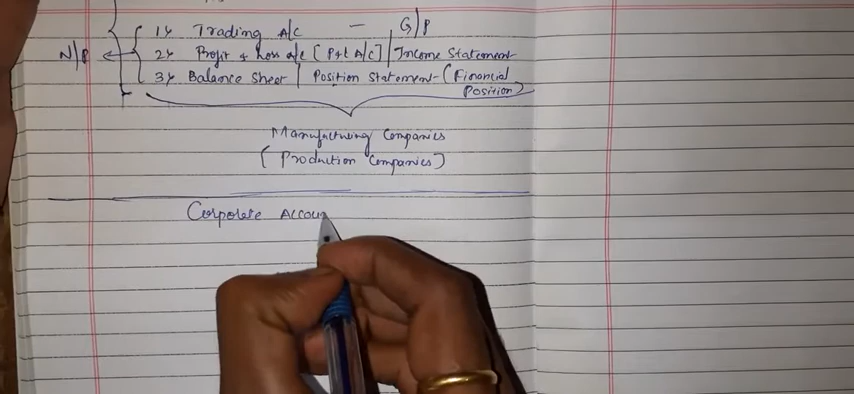 1) Trading A/c — G/P
N/P 2) Profit & Loss a/c [P&L A/c] | Income Statement
3) Balance Sheet | Position Statement (Financial
Position)
Manufacturing Companies
( Production Companies )
Corporate Accou